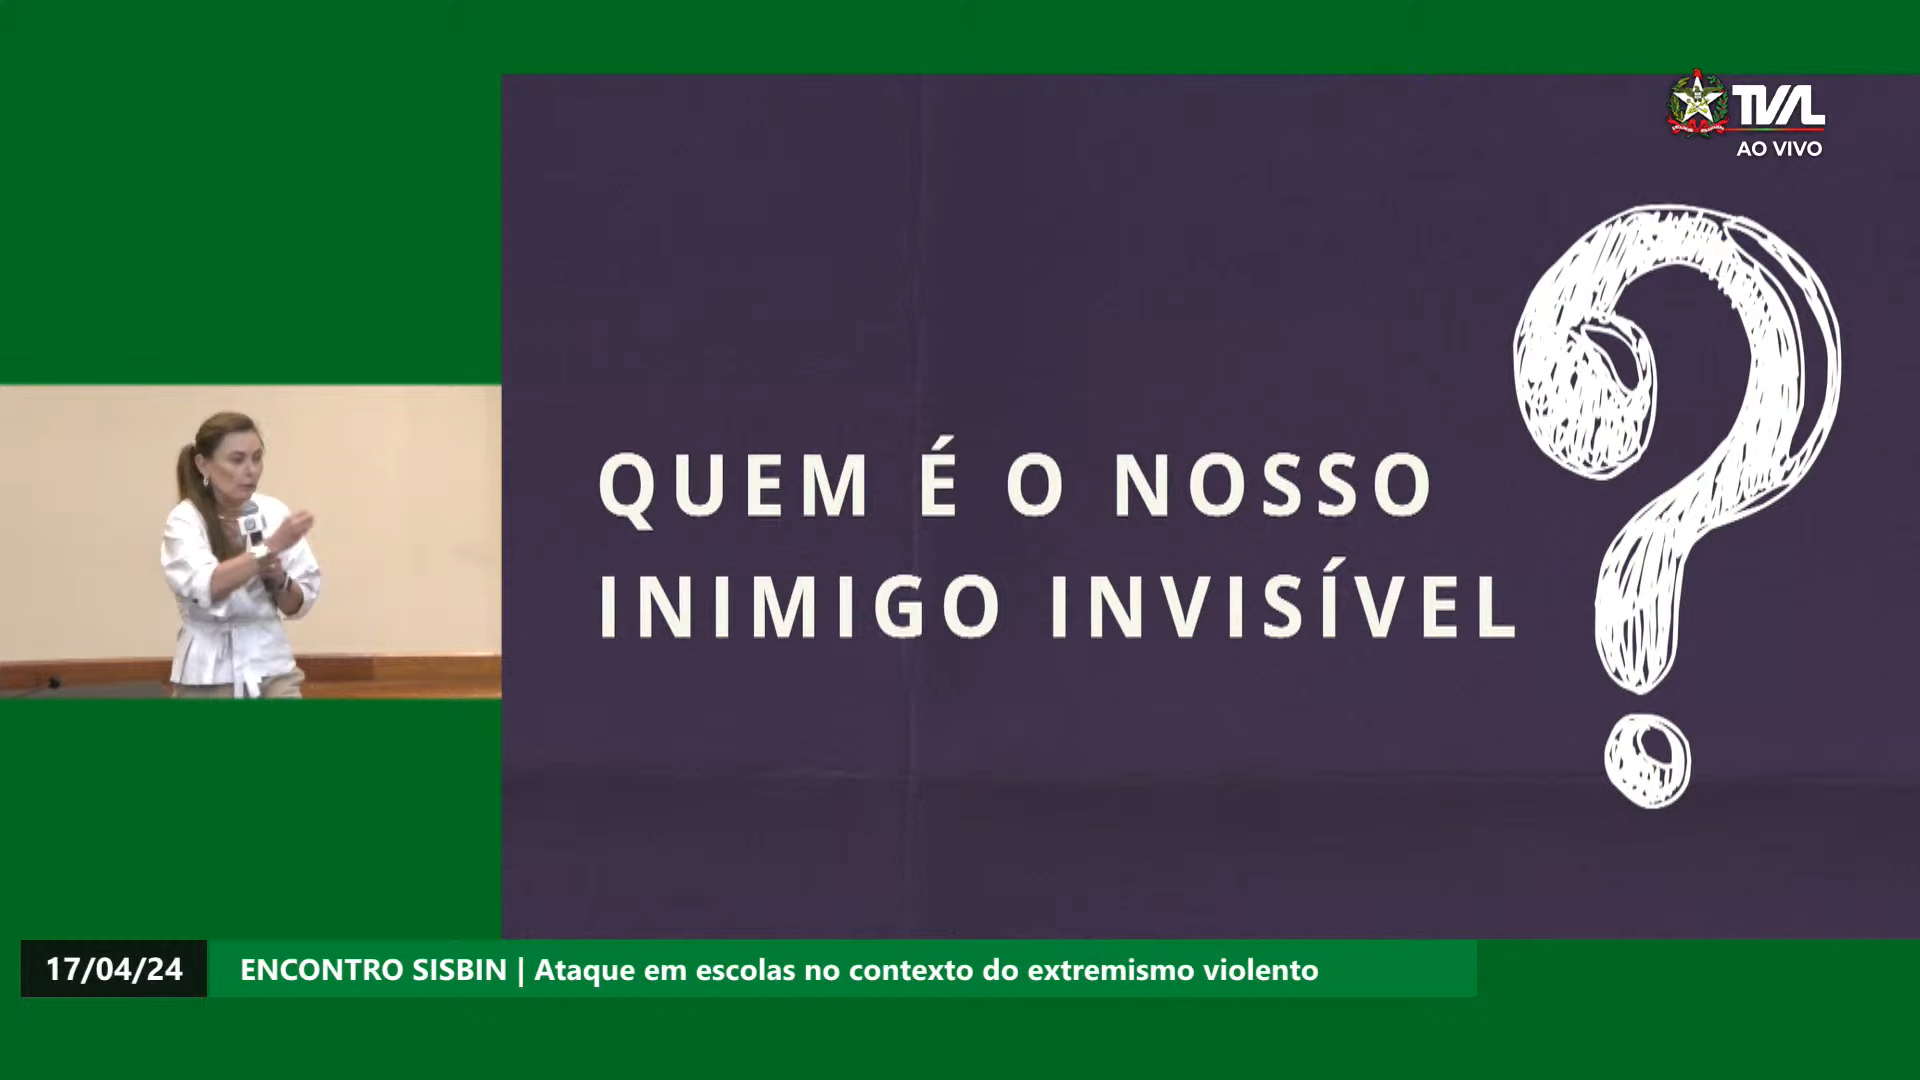 TVAL
AO VIVO
QUEM É O NOSSO
INIMIGO INVISÍVEL
?
17/04/24
ENCONTRO SISBIN | Ataque em escolas no contexto do extremismo violento